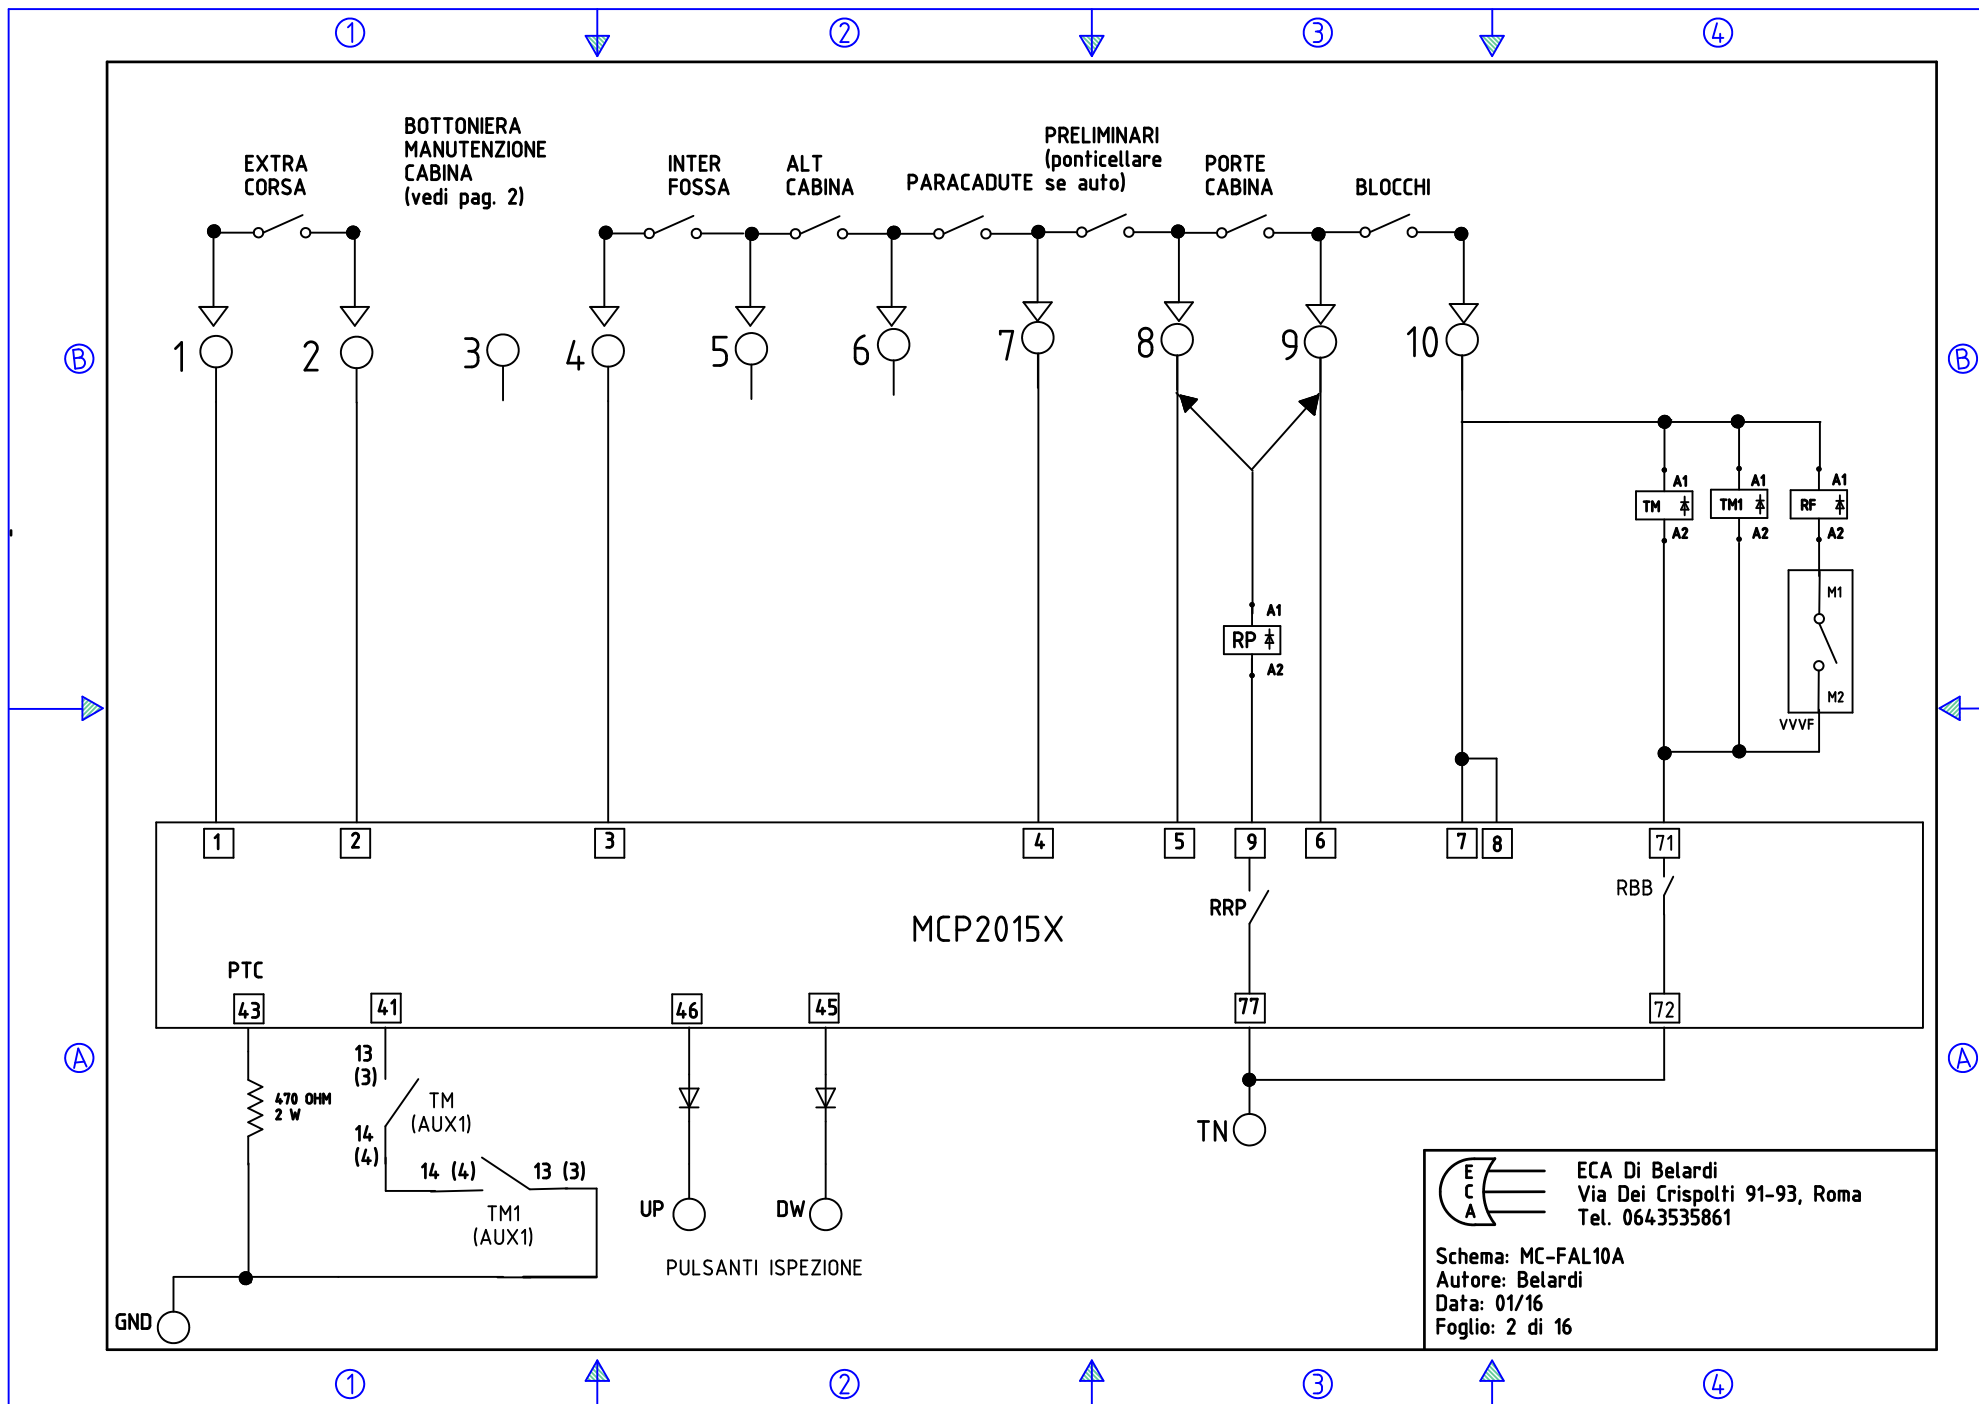 1
2
3
4
EXTRA
CORSA
BOTTONIERA
MANUTENZIONE
CABINA
(vedi pag. 2)
INTER
FOSSA
ALT
CABINA
PARACADUTE
PRELIMINARI
(ponticellare
se auto)
PORTE
CABINA
BLOCCHI
1
2
3
4
5
6
7
8
9
10
B
B
A1
TM
A2
A1
TM1
A2
A1
RF
A2
M1
M2
VVVF
A1
RP
A2
1
2
3
4
5
9
6
7
8
71
RBB
RRP
MCP2015X
PTC
43
41
46
45
77
72
A
A
470 OHM
2 W
13
(3)
TM
(AUX1)
14
(4)
14 (4)
13 (3)
TM1
(AUX1)
UP
DW
PULSANTI ISPEZIONE
TN
GND
E
C
A
ECA Di Belardi
Via Dei Crispolti 91-93, Roma
Tel. 0643535861
Schema: MC-FAL10A
Autore: Belardi
Data: 01/16
Foglio: 2 di 16
1
2
3
4